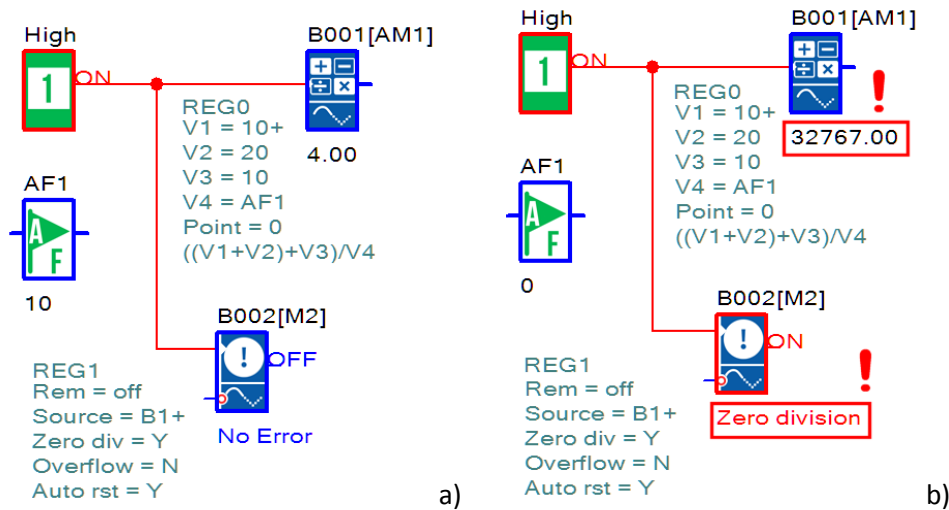 High
B001[AM1]
1
ON
REG0
V1 = 10+
V2 = 20
V3 = 10
V4 = AF1
Point = 0
((V1+V2)+V3)/V4
4.00
AF1
A
F
10
B002[M2]
!
OFF
No Error
REG1
Rem = off
Source = B1+
Zero div = Y
Overflow = N
Auto rst = Y
a)
High
B001[AM1]
1
ON
!
REG0
V1 = 10+
V2 = 20
V3 = 10
V4 = AF1
Point = 0
((V1+V2)+V3)/V4
32767.00
AF1
A
F
0
B002[M2]
!
ON
!
Zero division
REG1
Rem = off
Source = B1+
Zero div = Y
Overflow = N
Auto rst = Y
b)